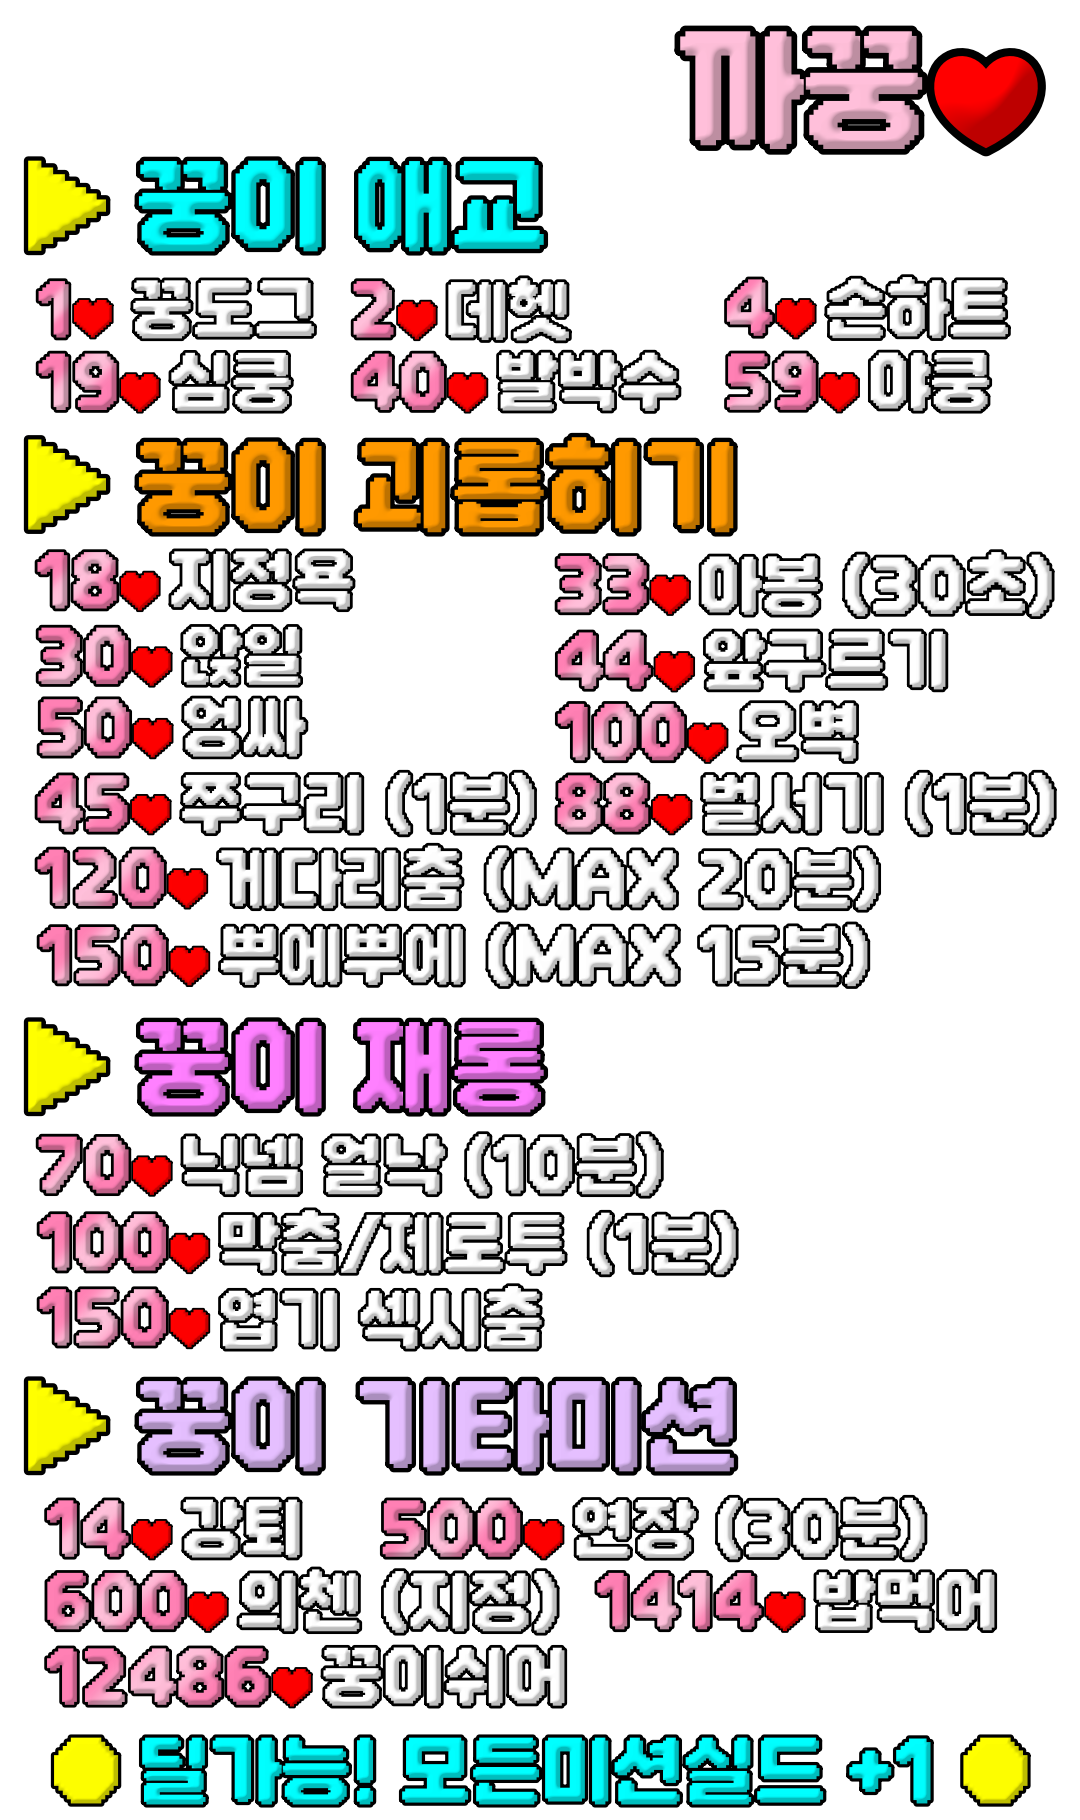 까꿍♥
▶ 꿍이 애교
1♥ 꿍도그 2♥데헷 4♥손하트
19♥심쿵 40♥발박수 59♥야쿵
▶ 꿍이 괴롭히기
18♥지정욕 33♥아봉 (30초)
30♥앉일 44♥앞구르기
50♥엉싸 100♥오벽
45♥쭈구리 (1분) 88♥벌서기 (1분)
120♥게다리춤 (MAX 20분)
150♥뿌에뿌에 (MAX 15분)
▶ 꿍이 재롱
70♥닉넴 얼낙 (10분)
100♥막춤/제로투 (1분)
150♥엽기 섹시춤
▶ 꿍이 기타미션
14♥강퇴 500♥연장 (30분)
600♥의첸 (지정) 1414♥밥먹어
12486♥꿍이쉬어
딜가능! 모든미션실드 +1